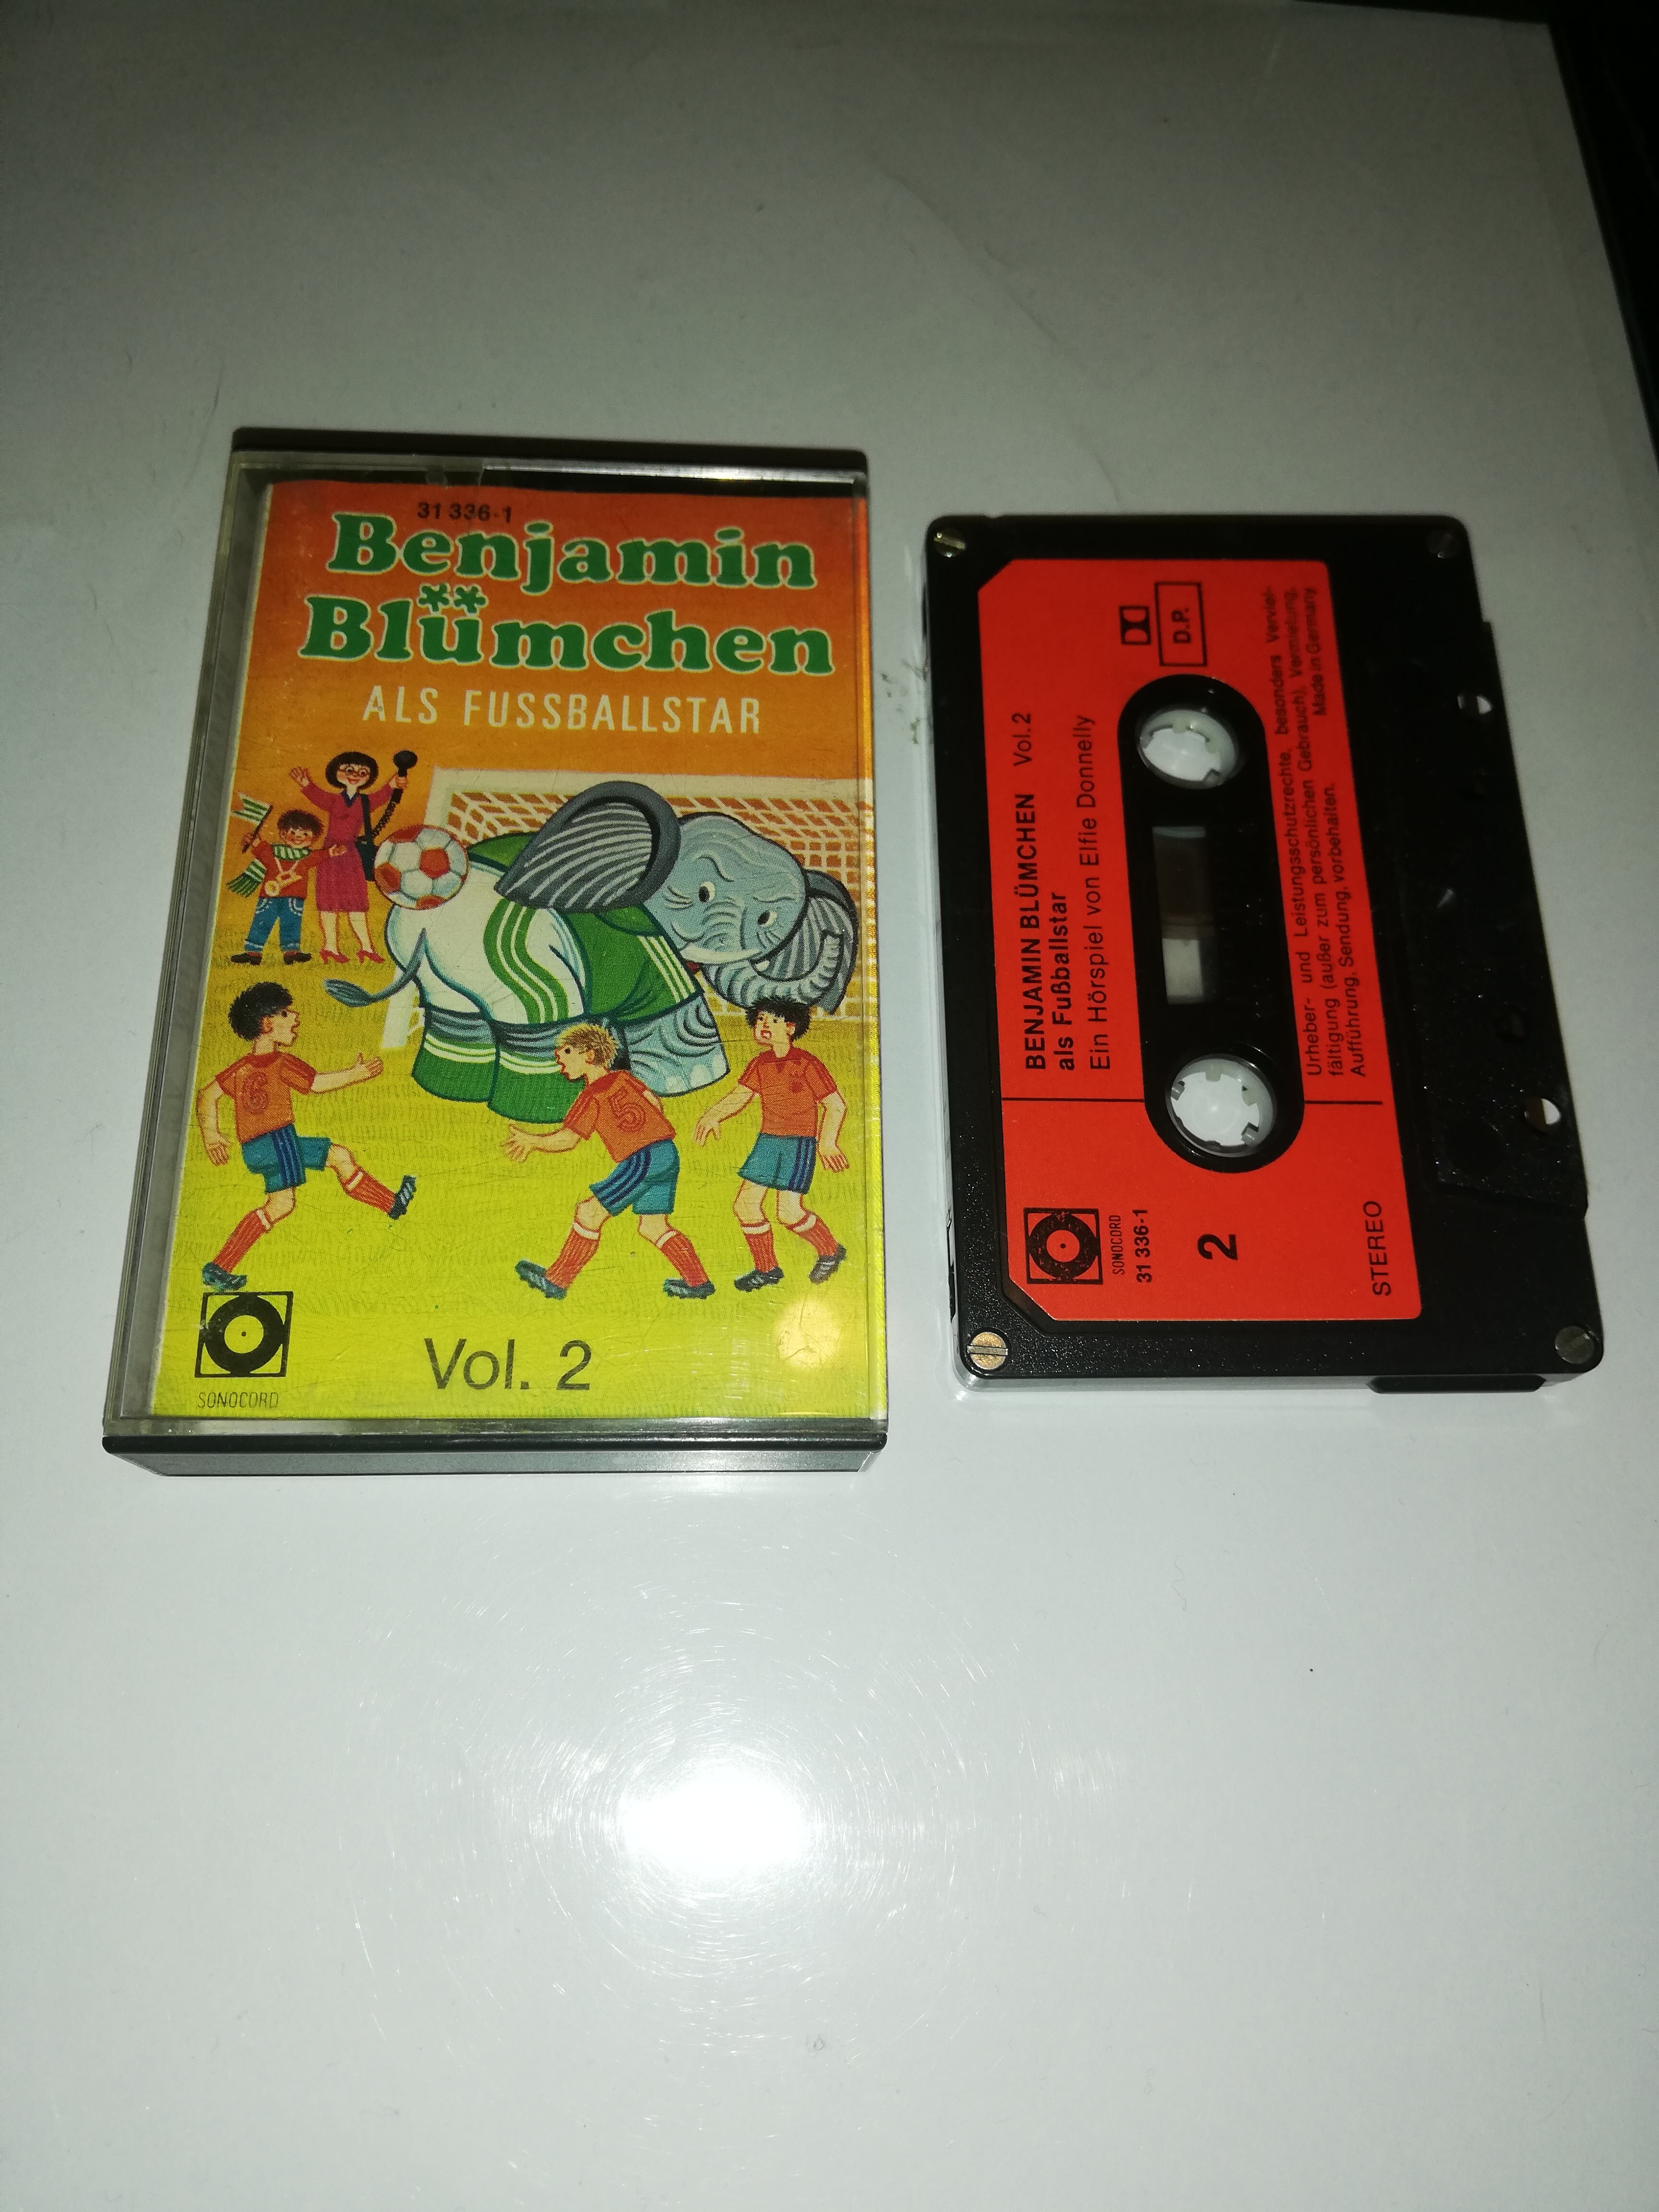 31 336-1
Benjamin
Blümchen
ALS FUSSBALLSTAR
6
5
SONOCORD
Vol. 2
BENJAMIN BLÜMCHEN Vol.2
als Fußballstar
Ein Hörspiel von Elfie Donnelly
D.P.
SONOCORD
31 336-1
2
STEREO
Urheber- und Leistungsschutzrechte, besonders Verviel-
fältigung (außer zum persönlichen Gebrauch), Vermietung,
Aufführung, Sendung, vorbehalten. Made in Germany